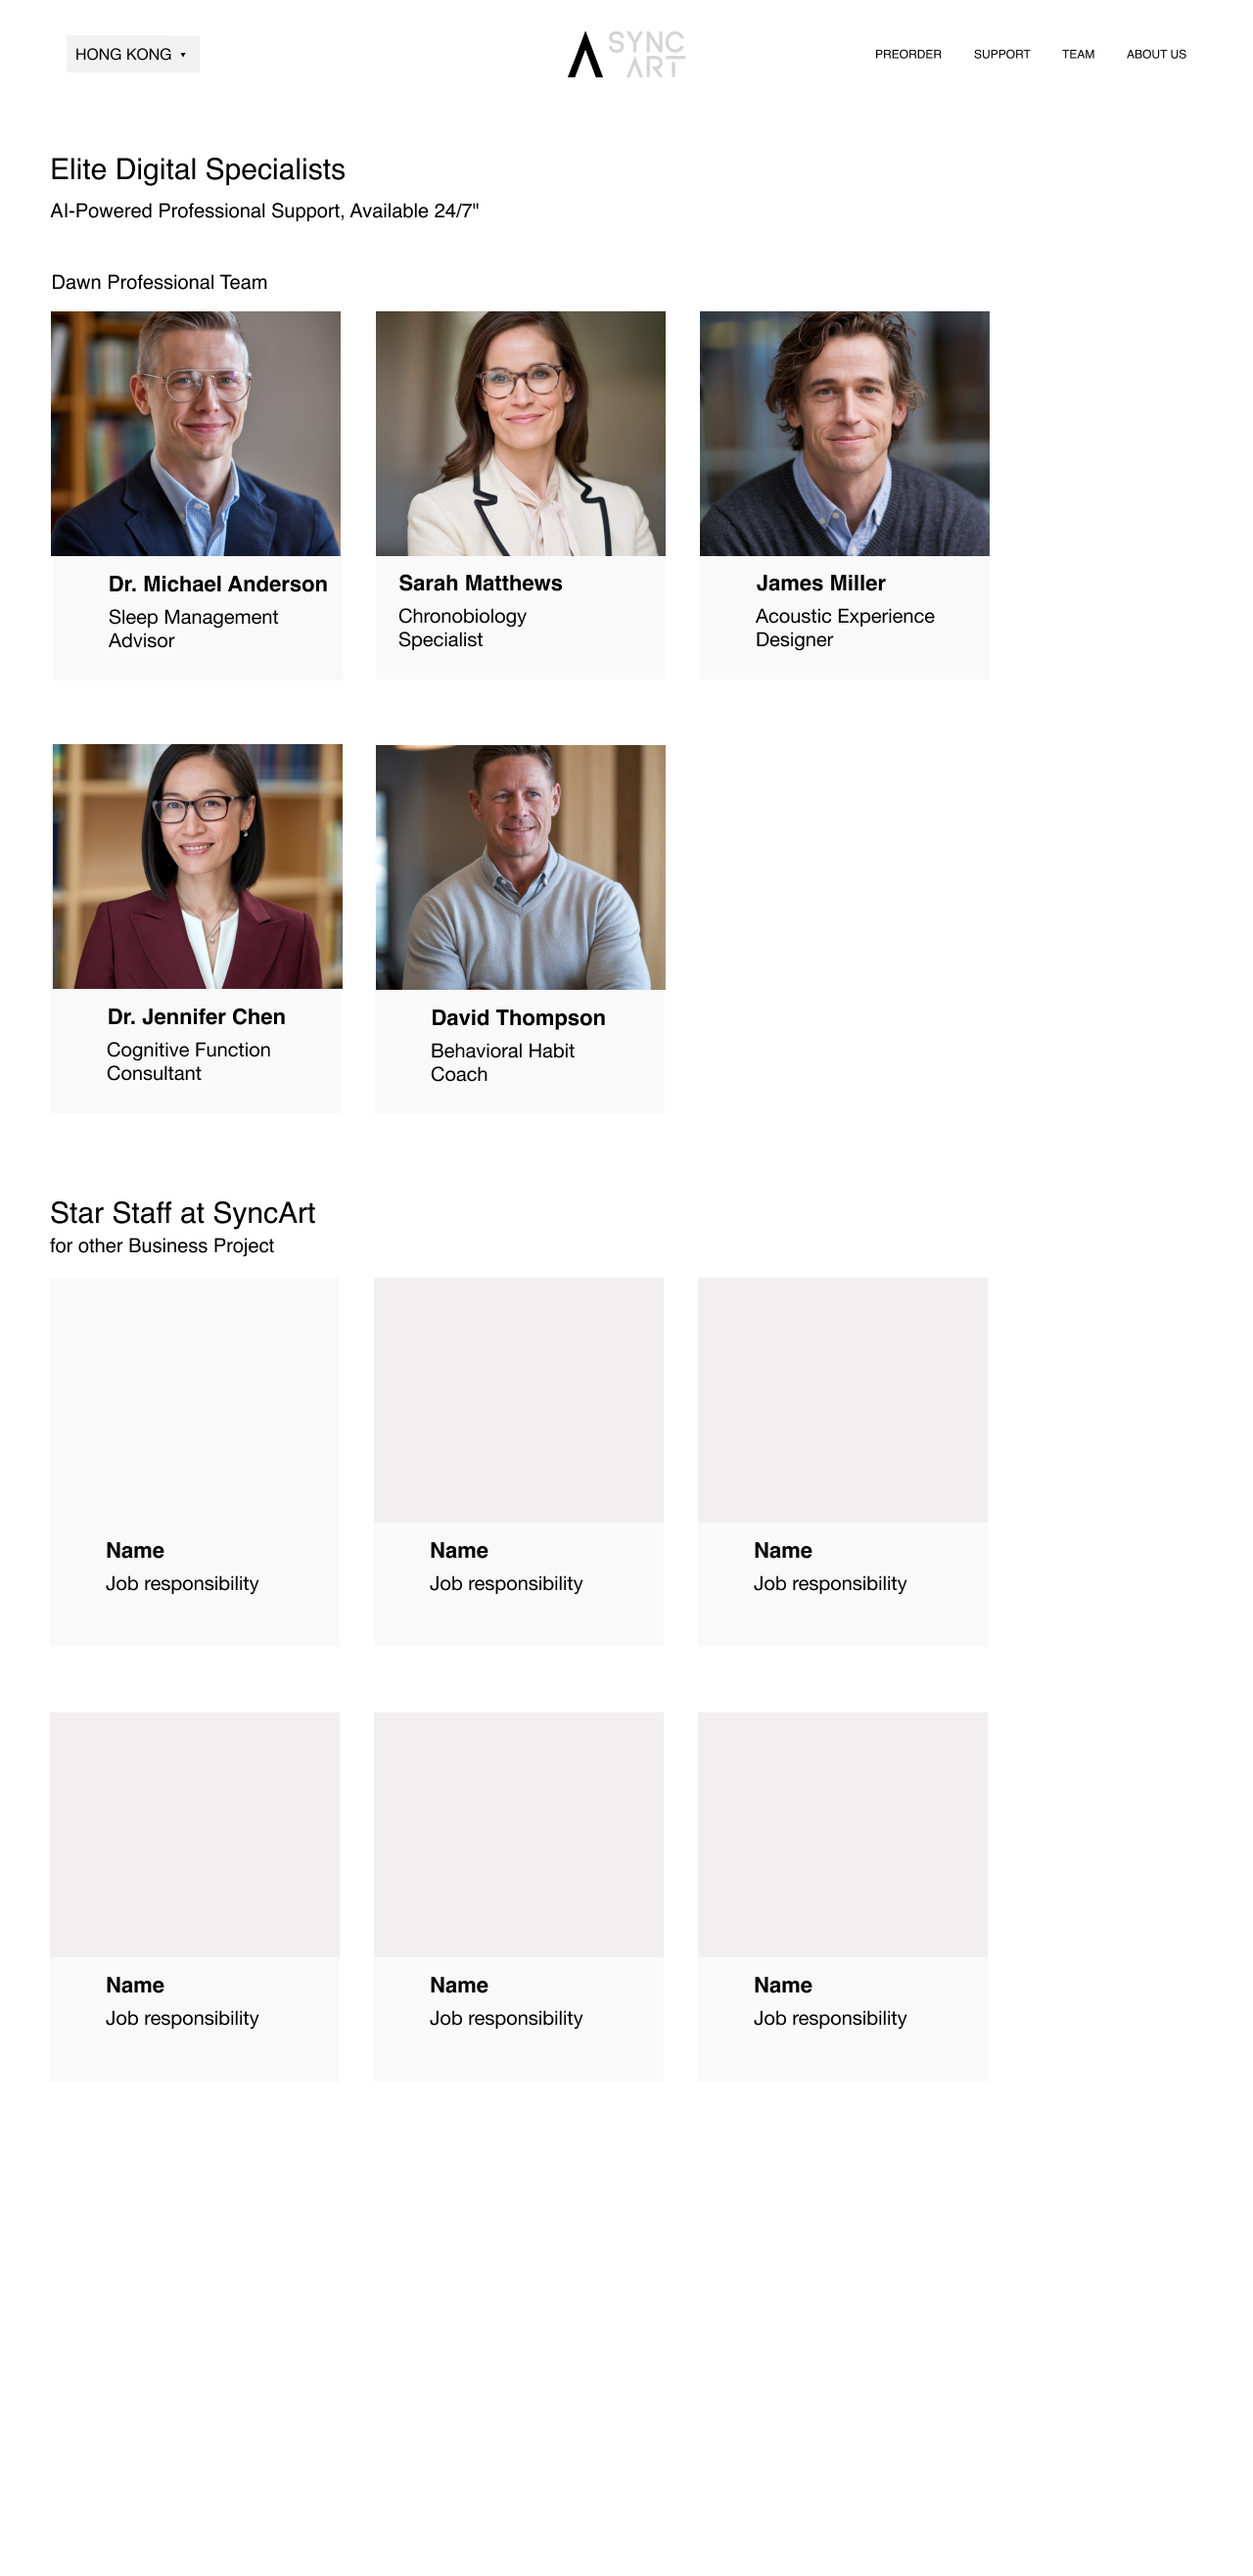 HONG KONG ▾
SYNC
ART
PREORDER SUPPORT TEAM ABOUT US
Elite Digital Specialists
AI-Powered Professional Support, Available 24/7"
Dawn Professional Team
Dr. Michael Anderson
Sleep Management
Advisor
Sarah Matthews
Chronobiology
Specialist
James Miller
Acoustic Experience
Designer
Dr. Jennifer Chen
Cognitive Function
Consultant
David Thompson
Behavioral Habit
Coach
Star Staff at SyncArt
for other Business Project
Name
Job responsibility
Name
Job responsibility
Name
Job responsibility
Name
Job responsibility
Name
Job responsibility
Name
Job responsibility